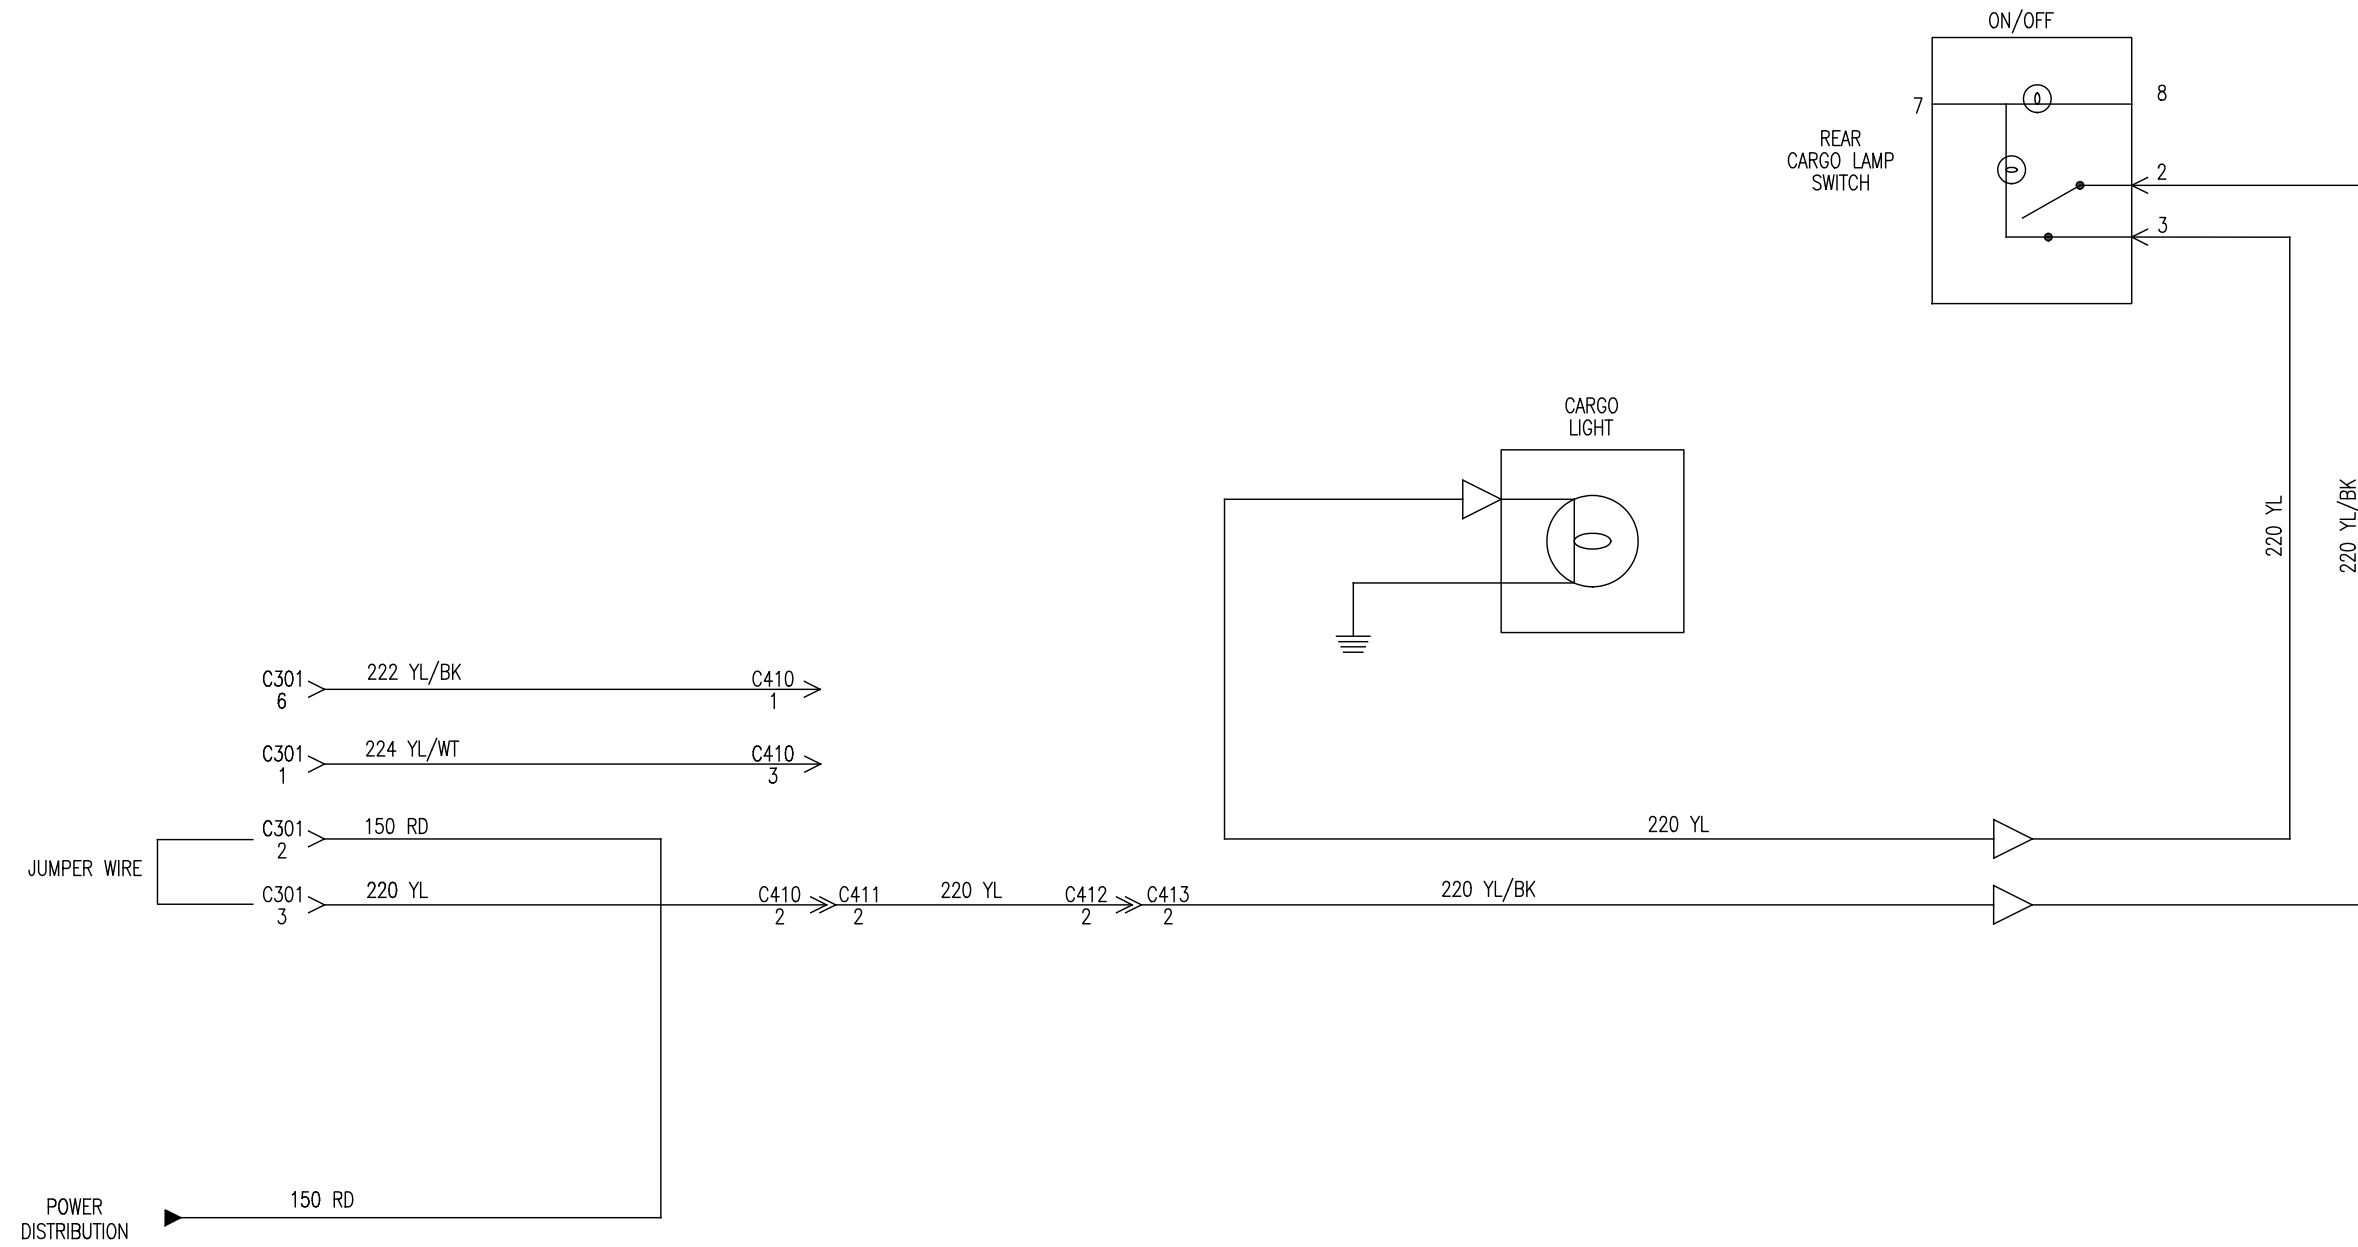 ON/OFF
7
8
REAR
CARGO LAMP
SWITCH
2
3
CARGO
LIGHT
220 YL
220 YL/BK
C301
6
222 YL/BK
C410
1
C301
1
224 YL/WT
C410
3
C301
2
150 RD
220 YL
JUMPER WIRE
C301
3
220 YL
C410
2
C411
2
220 YL
C412
2
C413
2
220 YL/BK
150 RD
POWER
DISTRIBUTION